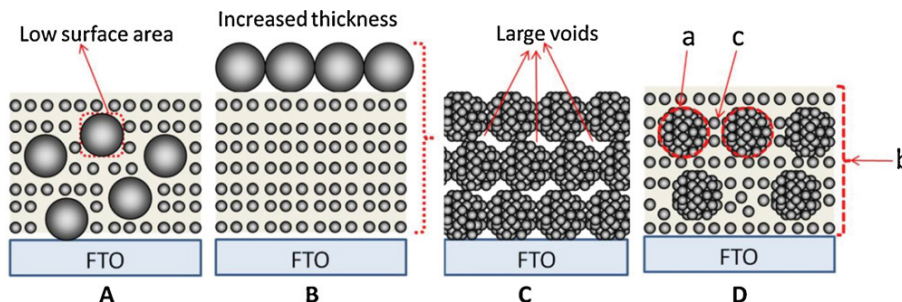 Low surface area
Increased thickness
Large voids
a
c
b
FTO
FTO
FTO
FTO
A
B
C
D